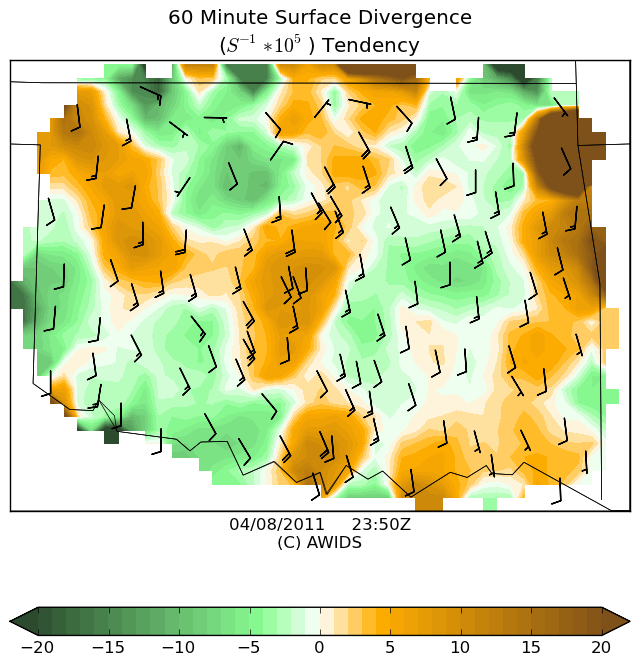 60 Minute Surface Divergence
(S⁻¹ * 10⁵ ) Tendency
04/08/2011 23:50Z
(C) AWIDS
−20 −15 −10 −5 0 5 10 15 20